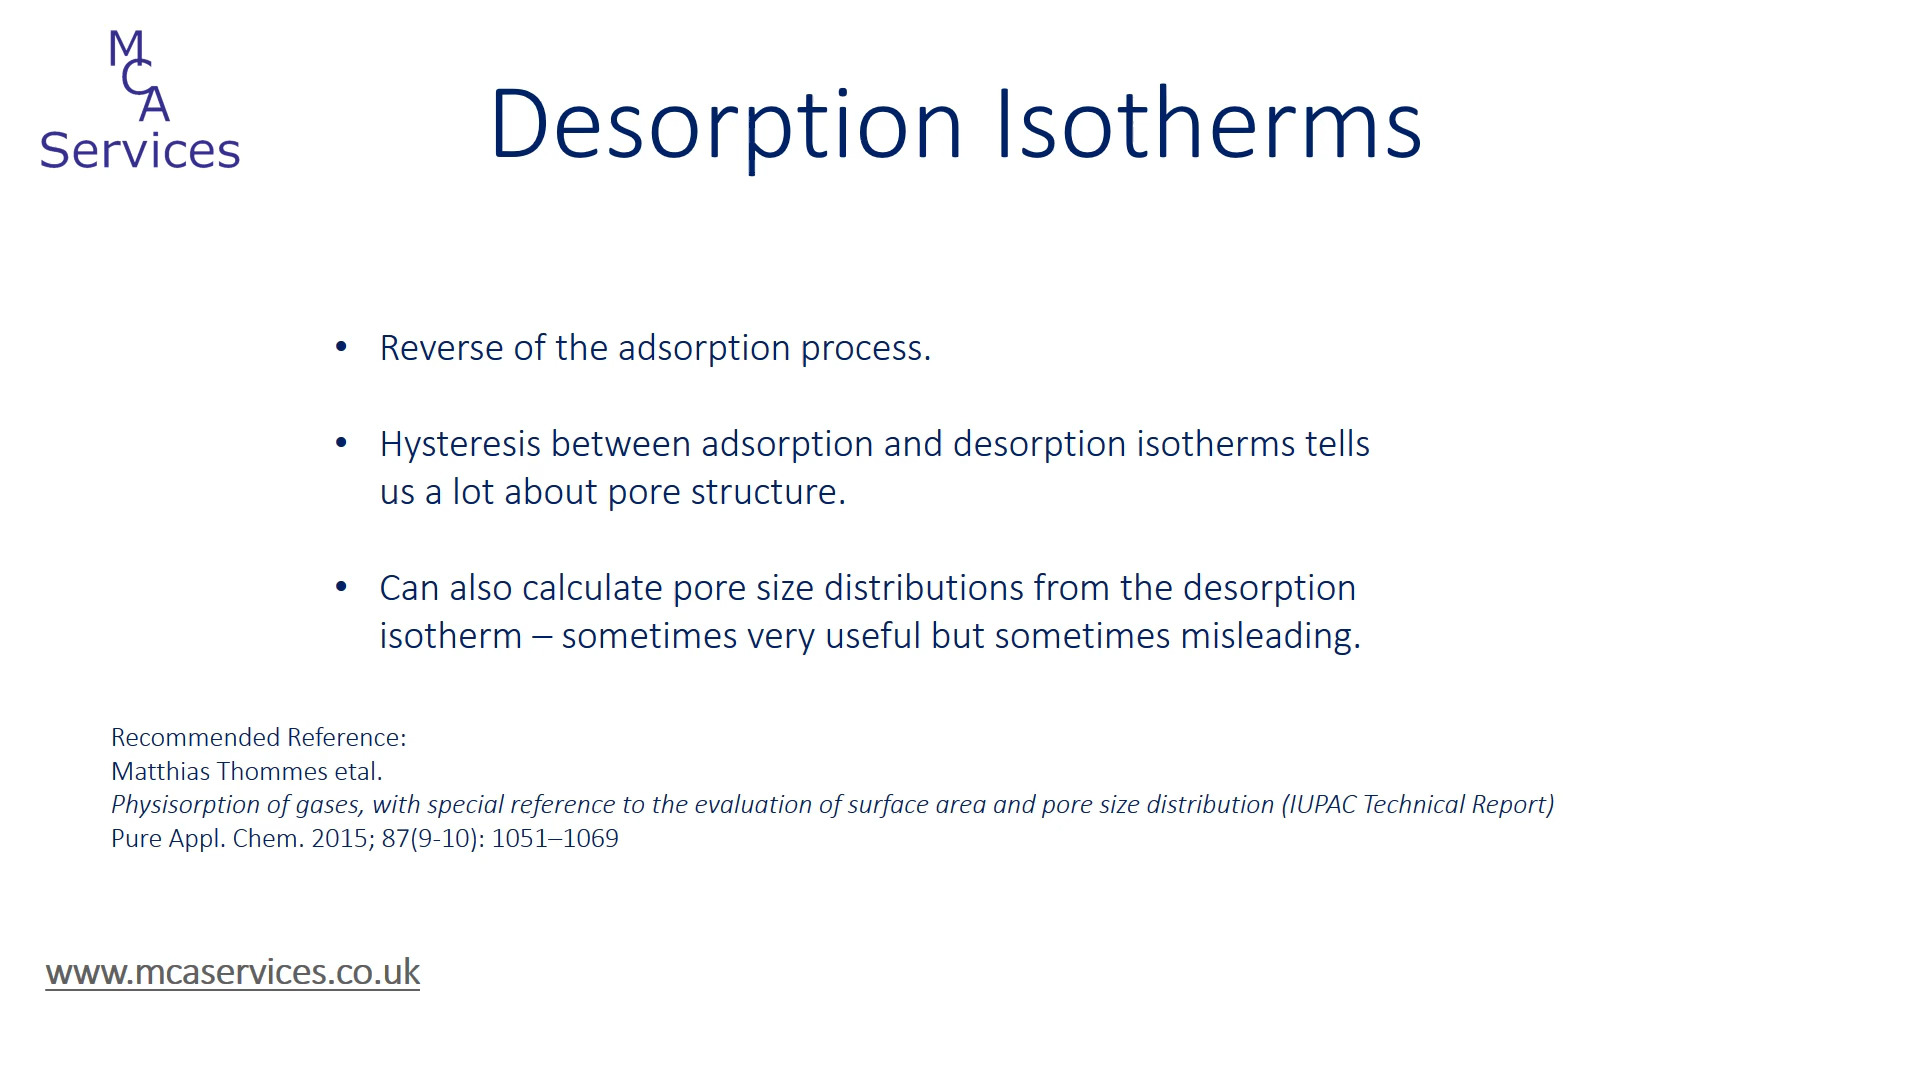 M
C
A
Services
Desorption Isotherms
• Reverse of the adsorption process.
• Hysteresis between adsorption and desorption isotherms tells
us a lot about pore structure.
• Can also calculate pore size distributions from the desorption
isotherm – sometimes very useful but sometimes misleading.
Recommended Reference:
Matthias Thommes etal.
Physisorption of gases, with special reference to the evaluation of surface area and pore size distribution (IUPAC Technical Report)
Pure Appl. Chem. 2015; 87(9-10): 1051–1069
www.mcaservices.co.uk